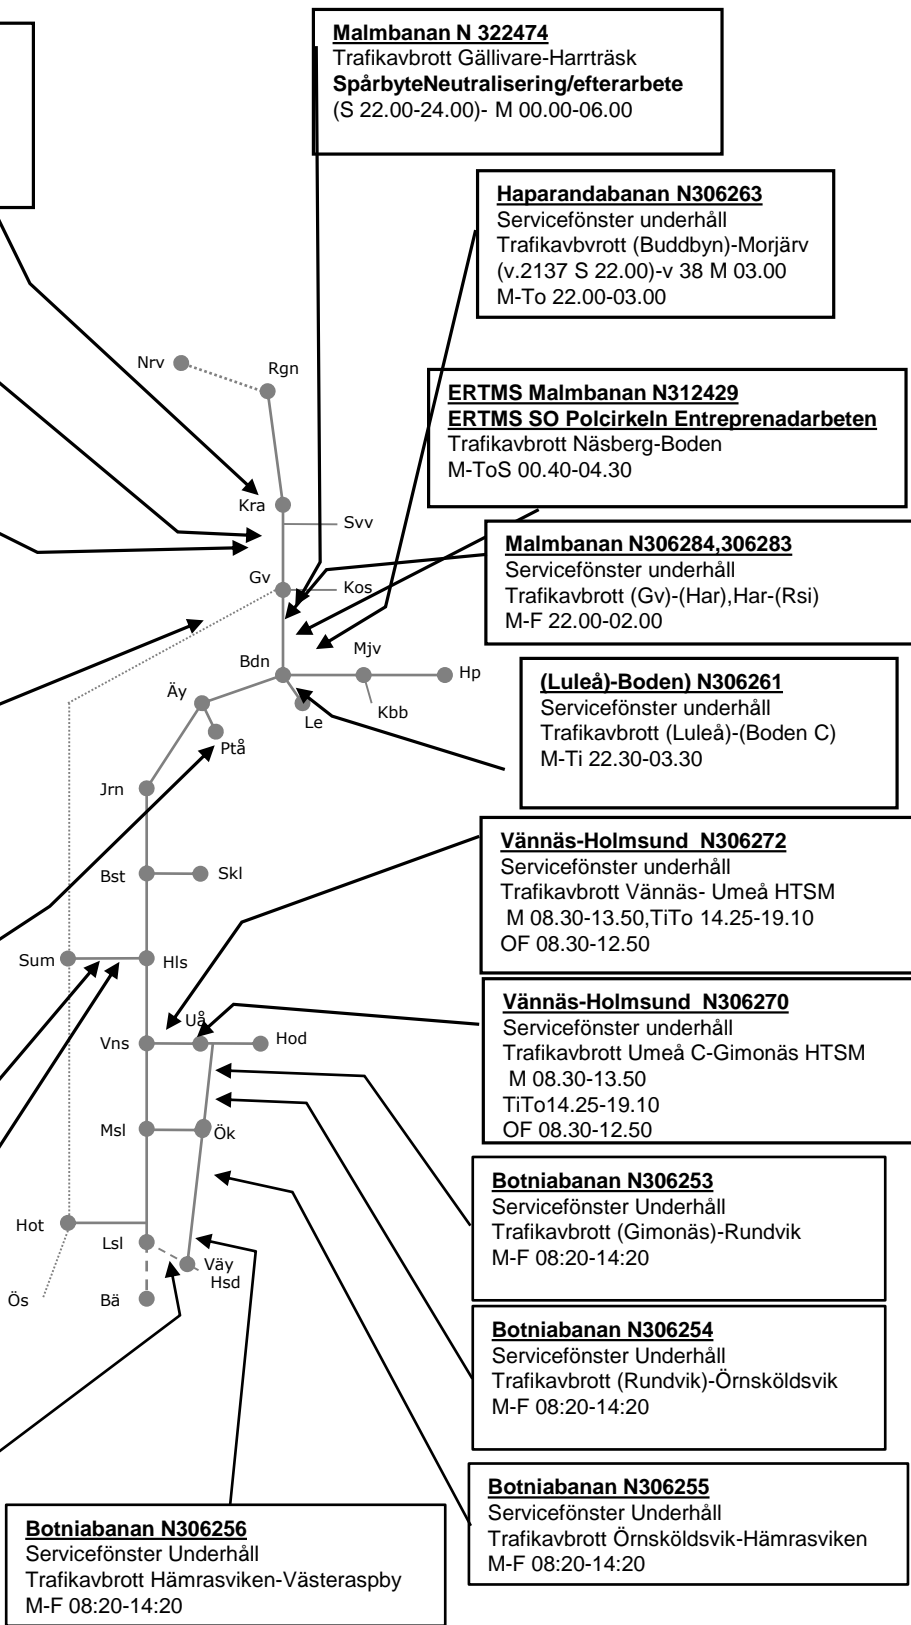 Malmbanan N 322474
Trafikavbrott Gällivare-Harrträsk
SpårbyteNeutralisering/efterarbete
(S 22.00-24.00)- M 00.00-06.00
Haparandabanan N306263
Servicefönster underhåll
Trafikavbvrott (Buddbyn)-Morjärv
(v.2137 S 22.00)-v 38 M 03.00
M-To 22.00-03.00
Nrv
Rgn
ERTMS Malmbanan N312429
ERTMS SO Polcirkeln Entreprenadarbeten
Trafikavbrott Näsberg-Boden
M-ToS 00.40-04.30
Kra
Svv
Malmbanan N306284,306283
Servicefönster underhåll
Trafikavbrott (Gv)-(Har),Har-(Rsi)
M-F 22.00-02.00
Gv
Kos
Bdn
Mjv
Hp
Äy
Le
Kbb
Ptå
(Luleå)-Boden) N306261
Servicefönster underhåll
Trafikavbrott (Luleå)-(Boden C)
M-Ti 22.30-03.30
Jrn
Bst
Skl
Vännäs-Holmsund  N306272
Servicefönster underhåll
Trafikavbrott Vännäs- Umeå HTSM
M 08.30-13.50,TiTo 14.25-19.10
OF 08.30-12.50
Sum
Hls
Vännäs-Holmsund  N306270
Servicefönster underhåll
Trafikavbrott Umeå C-Gimonäs HTSM
M 08.30-13.50
TiTo14.25-19.10
OF 08.30-12.50
Uå
Vns
Hod
Msl
Ök
Botniabanan N306253
Servicefönster Underhåll
Trafikavbrott (Gimonäs)-Rundvik
M-F 08:20-14:20
Hot
Lsl
Väy
Hsd
Ös
Bä
Botniabanan N306254
Servicefönster Underhåll
Trafikavbrott (Rundvik)-Örnsköldsvik
M-F 08:20-14:20
Botniabanan N306255
Servicefönster Underhåll
Trafikavbrott Örnsköldsvik-Hämrasviken
M-F 08:20-14:20
Botniabanan N306256
Servicefönster Underhåll
Trafikavbrott Hämrasviken-Västeraspby
M-F 08:20-14:20